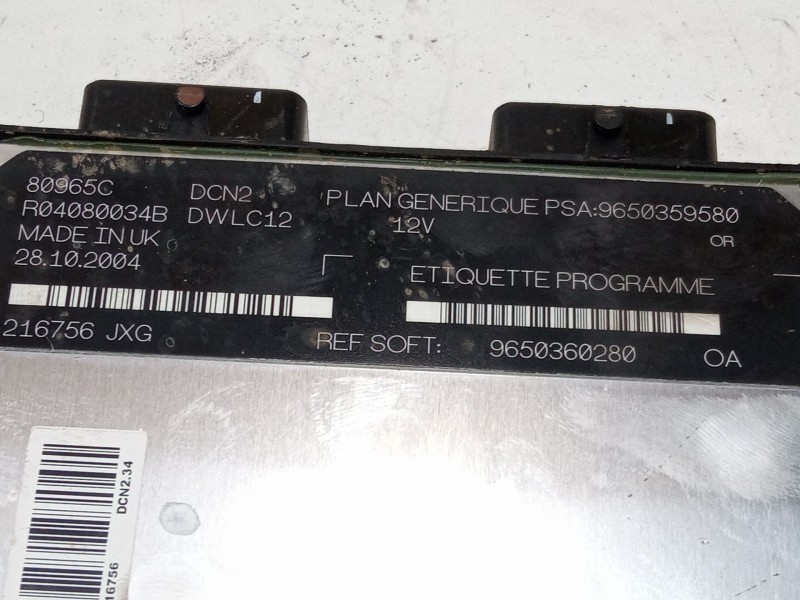 80965C
R04080034B
MADE IN UK
28.10.2004
DCN2
DWLC12
PLAN GENERIQUE PSA:9650359580
12V
OR
ETIQUETTE PROGRAMME
216756 JXG
REF SOFT: 9650360280 OA
DCN2.34
16756